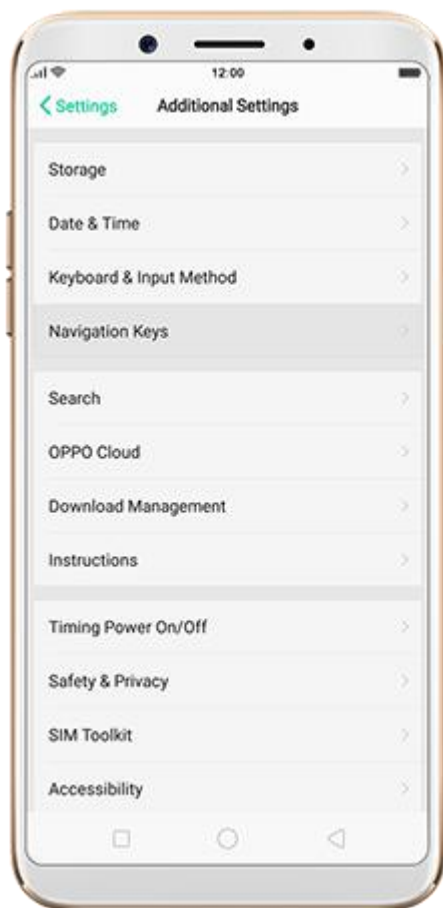 12:00
Settings Additional Settings
Storage
Date & Time
Keyboard & Input Method
Navigation Keys
Search
OPPO Cloud
Download Management
Instructions
Timing Power On/Off
Safety & Privacy
SIM Toolkit
Accessibility